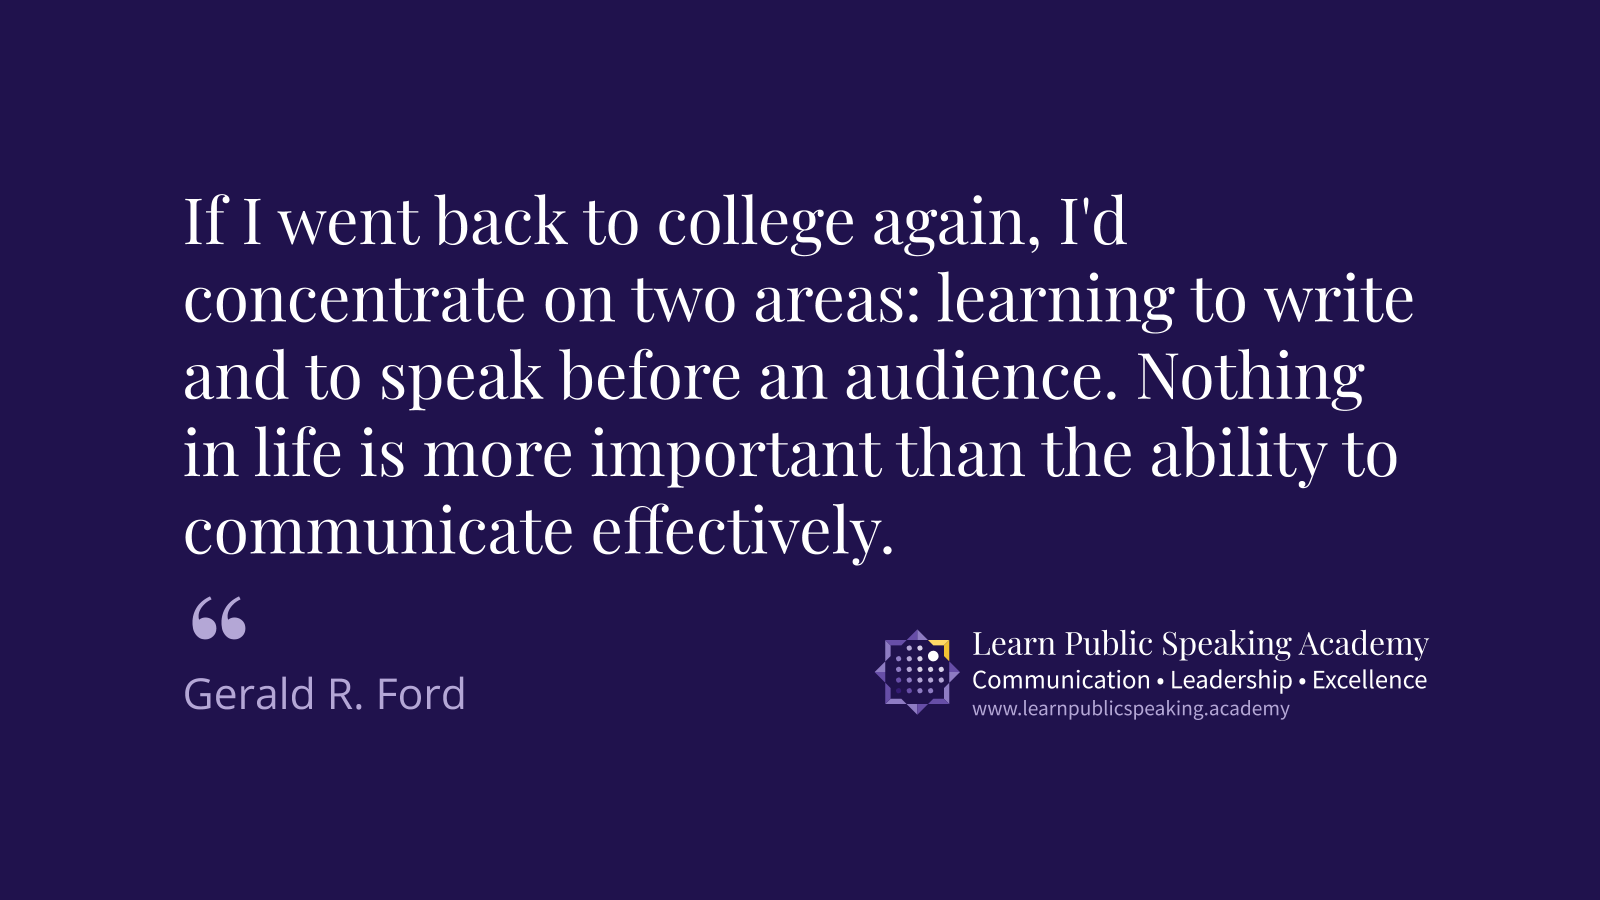 If I went back to college again, I'd
concentrate on two areas: learning to write
and to speak before an audience. Nothing
in life is more important than the ability to
communicate effectively.
“
Gerald R. Ford
Learn Public Speaking Academy
Communication • Leadership • Excellence
www.learnpublicspeaking.academy